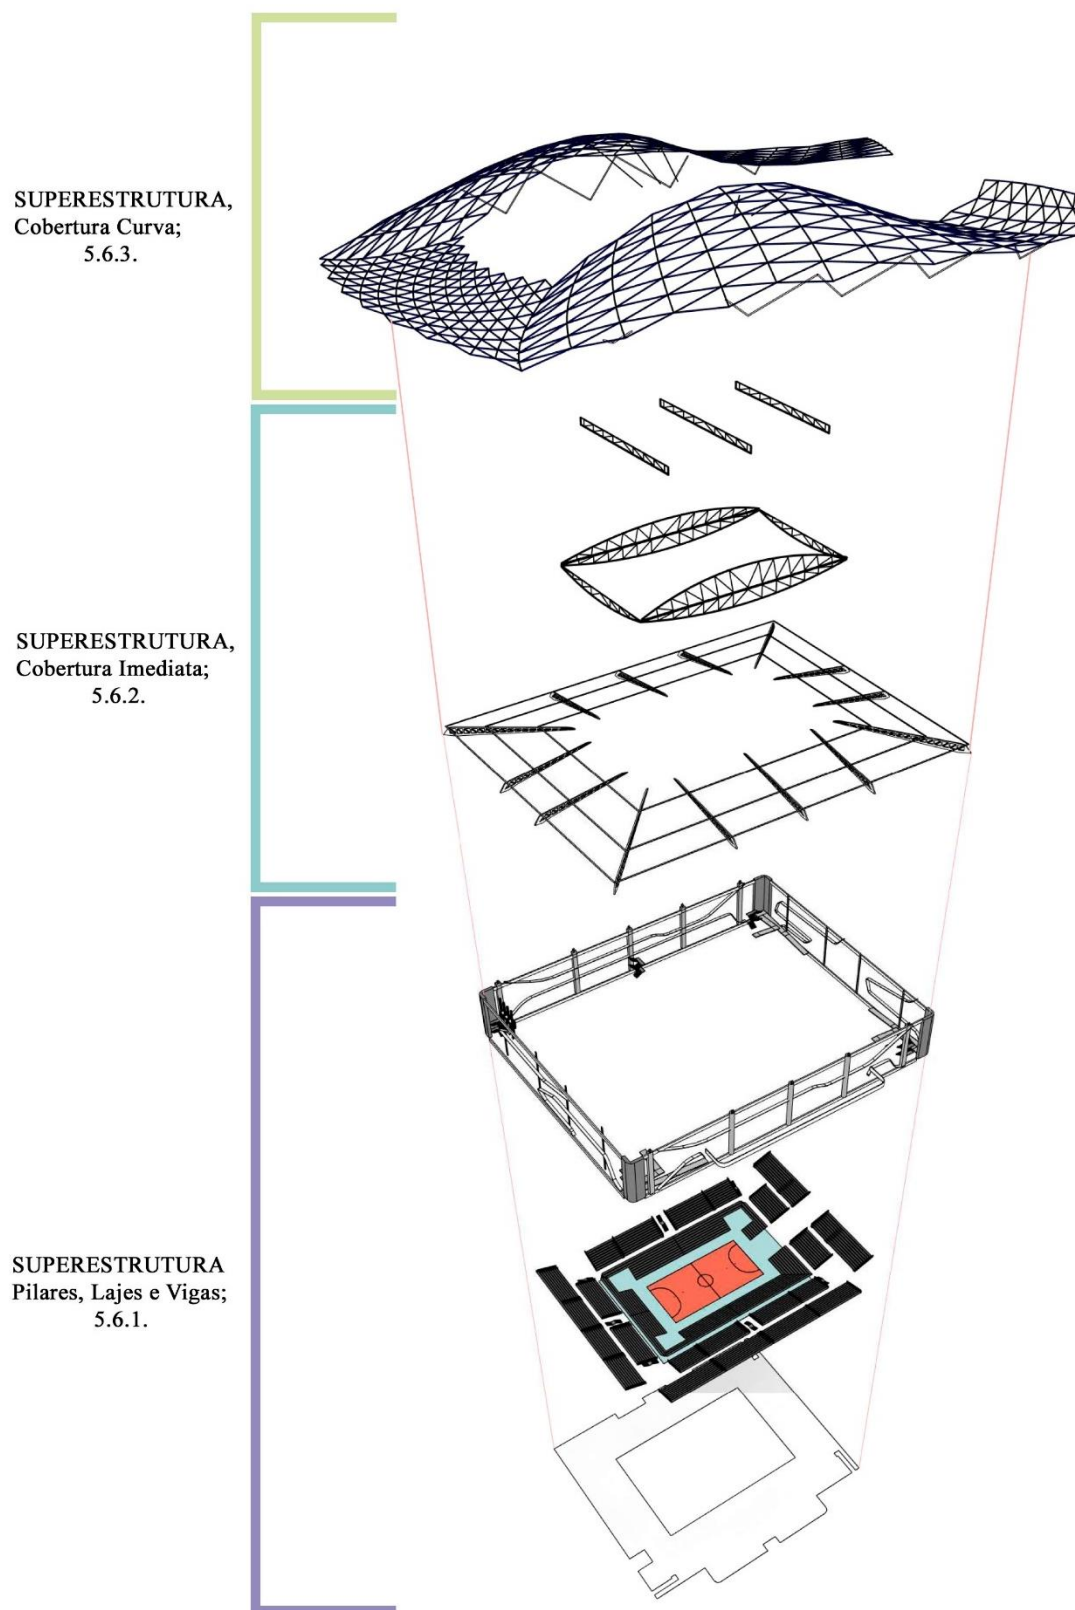 SUPERESTRUTURA,
Cobertura Curva;
5.6.3.
SUPERESTRUTURA,
Cobertura Imediata;
5.6.2.
SUPERESTRUTURA
Pilares, Lajes e Vigas;
5.6.1.